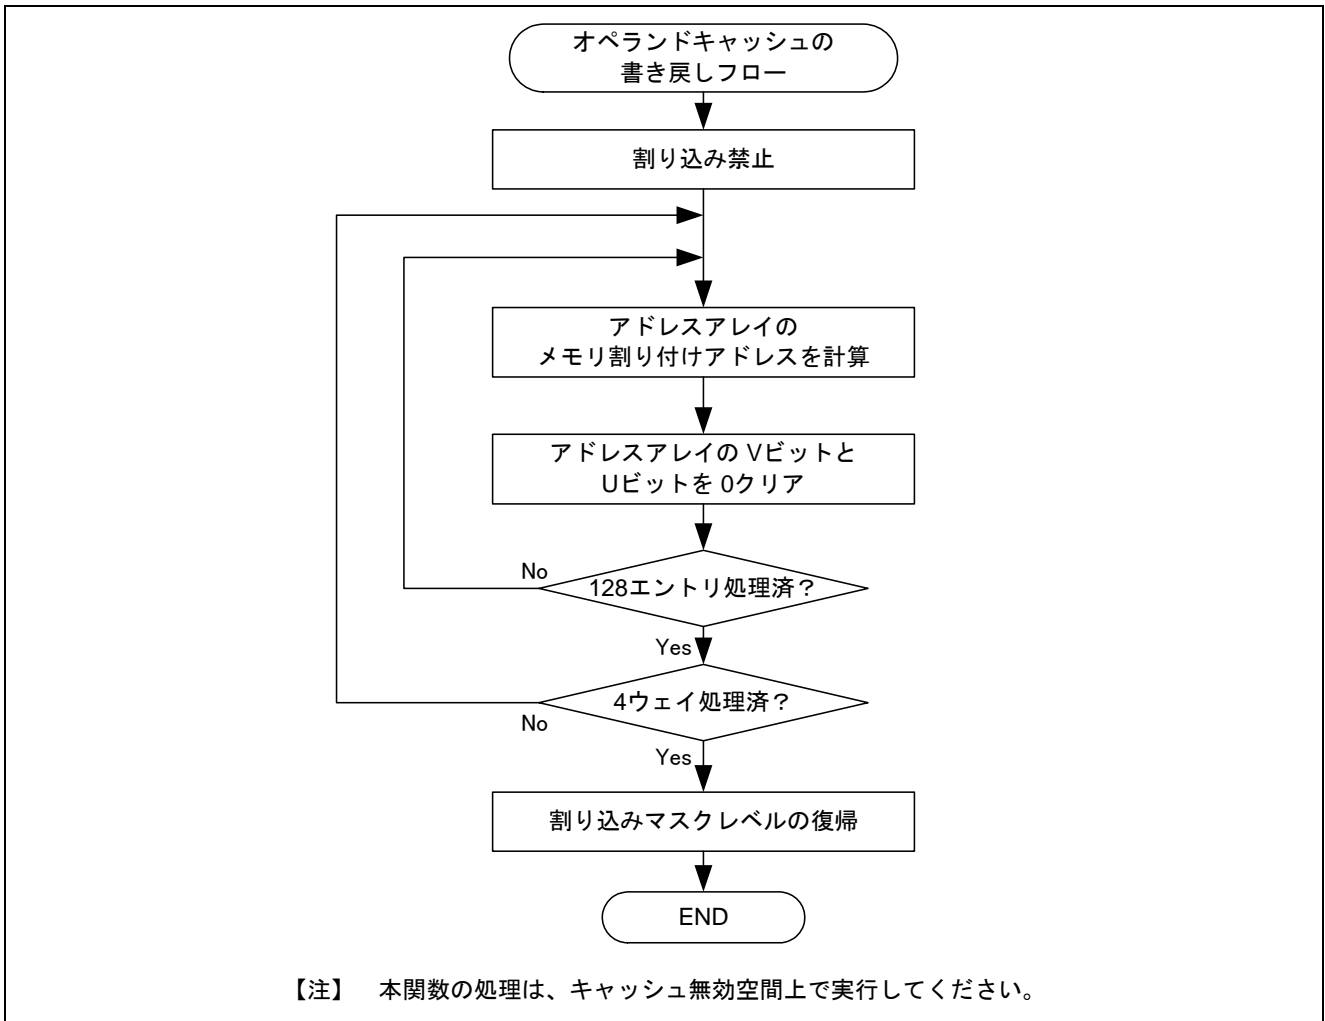 オペランドキャッシュの
書き戻しフロー
割り込み禁止
アドレスアレイの
メモリ割り付けアドレスを計算
アドレスアレイの Vビットと
Uビットを 0クリア
No
128エントリ処理済？
Yes
4ウェイ処理済？
No
Yes
割り込みマスクレベルの復帰
END
【注】　本関数の処理は、キャッシュ無効空間上で実行してください。